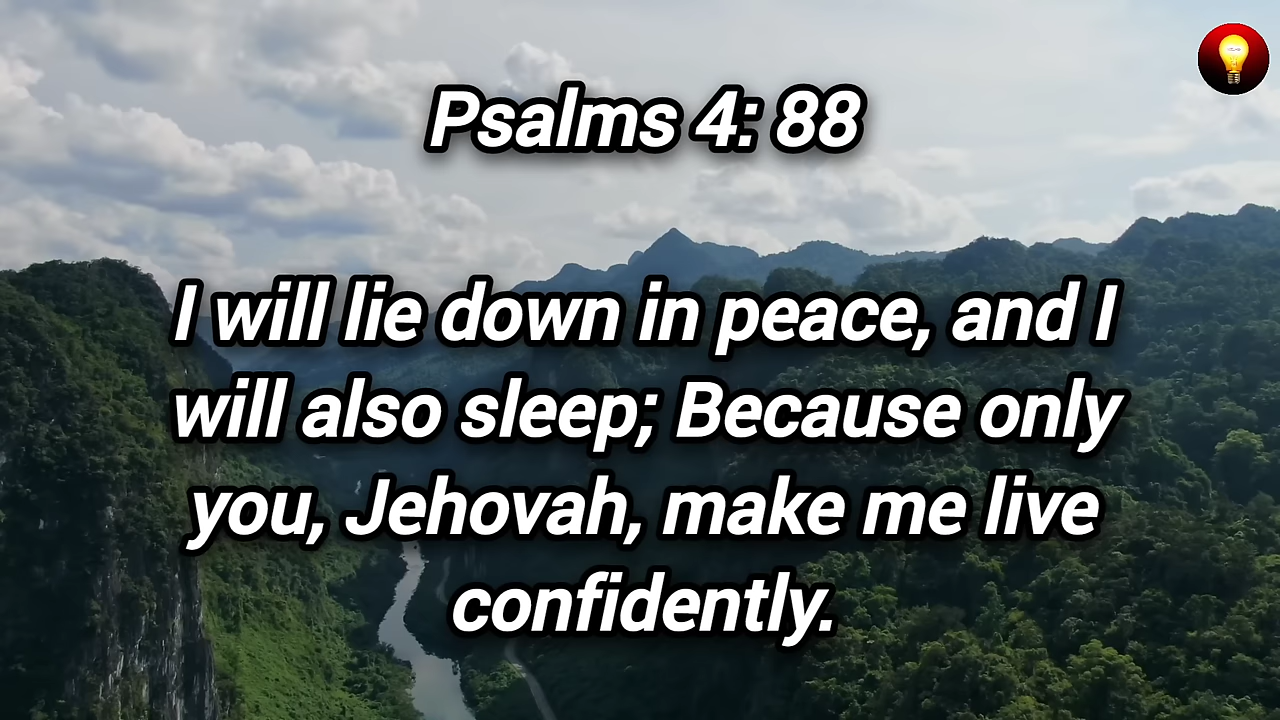 Psalms 4: 88
I will lie down in peace, and I
will also sleep; Because only
you, Jehovah, make me live
confidently.